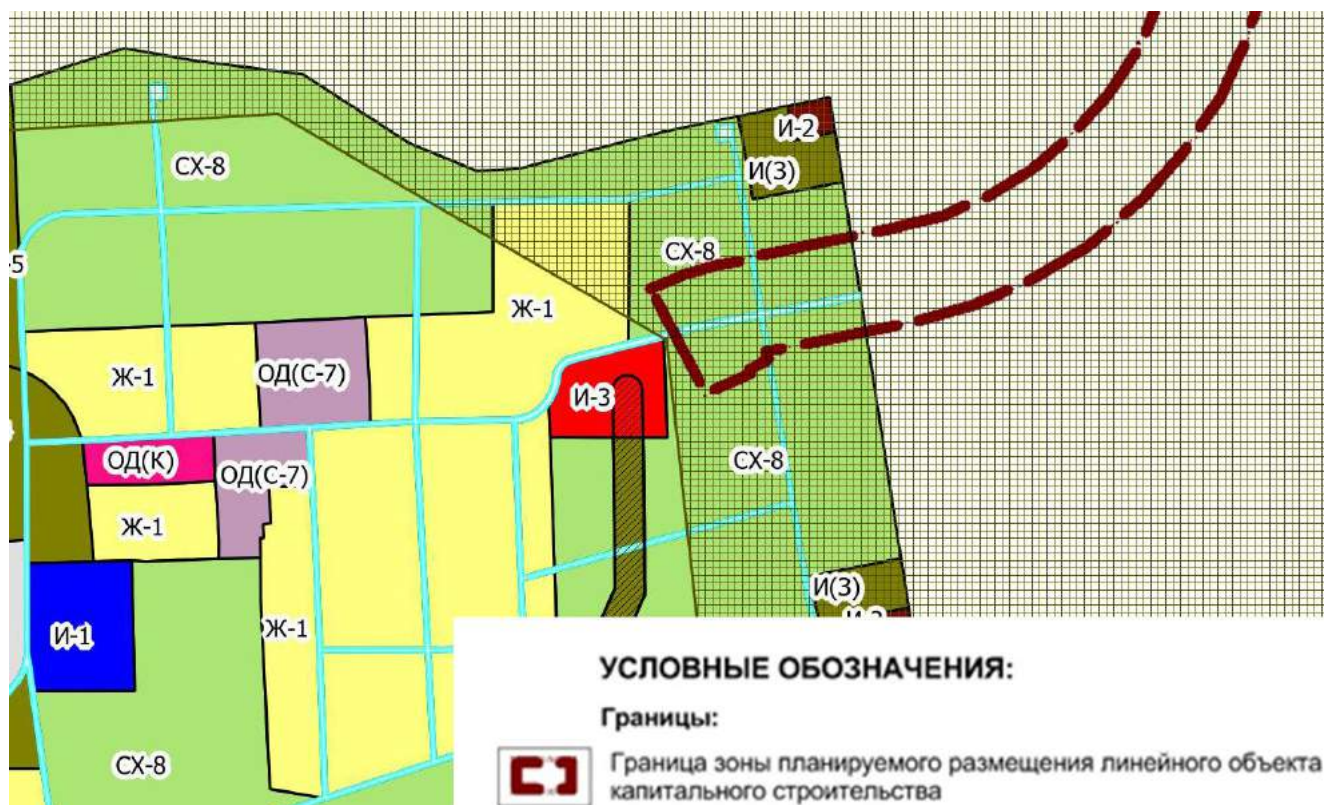 И-2
СХ-8
И(3)
-5
СХ-8
Ж-1
Ж-1
ОД(С-7)
И-3
ОД(К)
ОД(С-7)
СХ-8
Ж-1
И(3)
И-1
Ж-1
СХ-8
УСЛОВНЫЕ ОБОЗНАЧЕНИЯ:
Границы:
Граница зоны планируемого размещения линейного объекта
капитального строительства